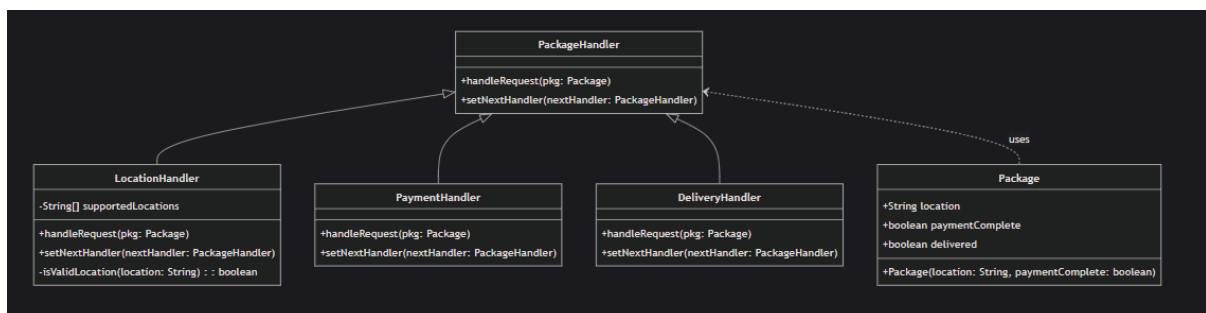 PackageHandler
+handleRequest(pkg: Package)
+setNextHandler(nextHandler: PackageHandler)
uses
LocationHandler
-String[] supportedLocations
+handleRequest(pkg: Package)
+setNextHandler(nextHandler: PackageHandler)
-isValidLocation(location: String) : : boolean
PaymentHandler
+handleRequest(pkg: Package)
+setNextHandler(nextHandler: PackageHandler)
DeliveryHandler
+handleRequest(pkg: Package)
+setNextHandler(nextHandler: PackageHandler)
Package
+String location
+boolean paymentComplete
+boolean delivered
+Package(location: String, paymentComplete: boolean)